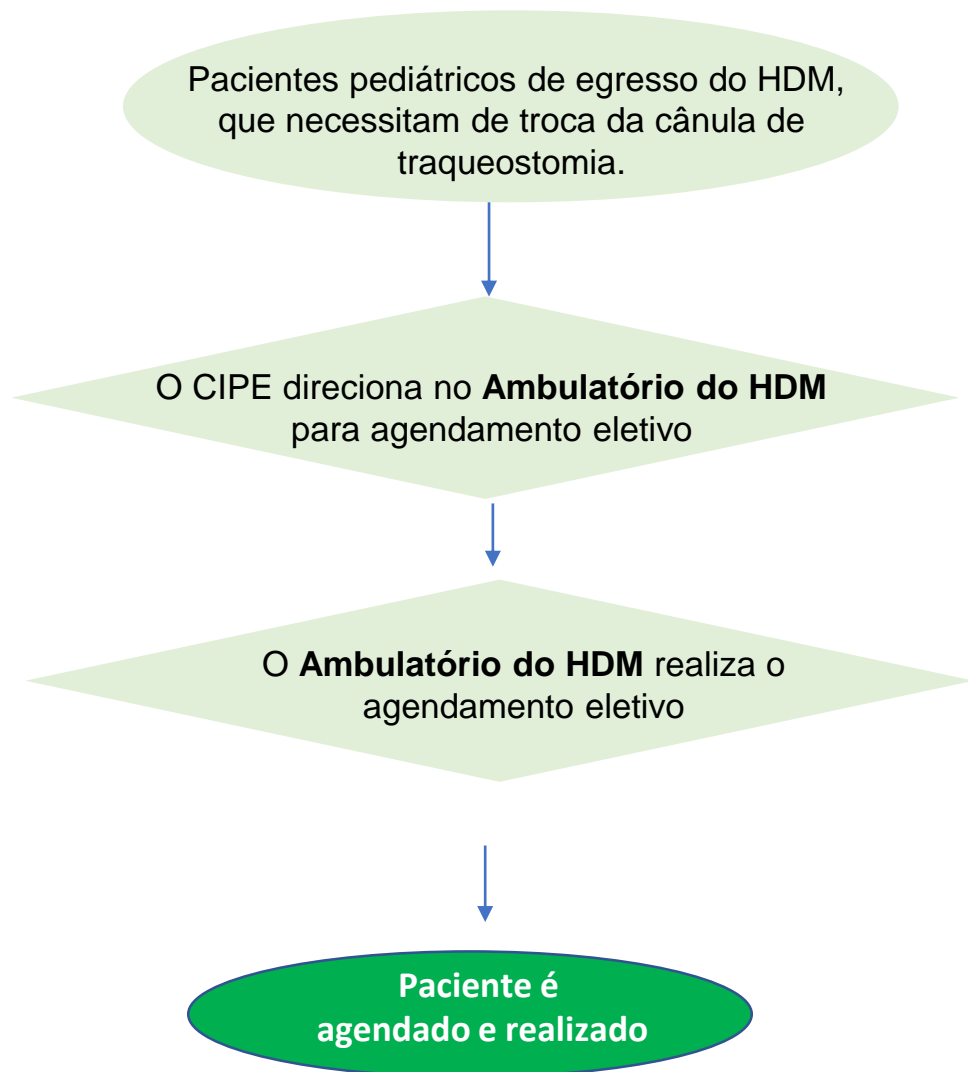 Pacientes pediátricos de egresso do HDM,
que necessitam de troca da cânula de
traqueostomia.
O CIPE direciona no Ambulatório do HDM
para agendamento eletivo
O Ambulatório do HDM realiza o
agendamento eletivo
Paciente é
agendado e realizado